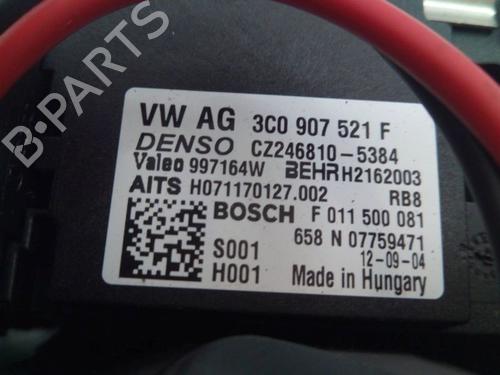 VW AG 3C0 907 521 F
DENSO CZ246810-5384
Valeo 997164W BEHR H2162003
AITS H071170127.002 RB8
BOSCH F 011 500 081
658 N 07759471
S001 12-09-04
H001 Made in Hungary
B-PARTS